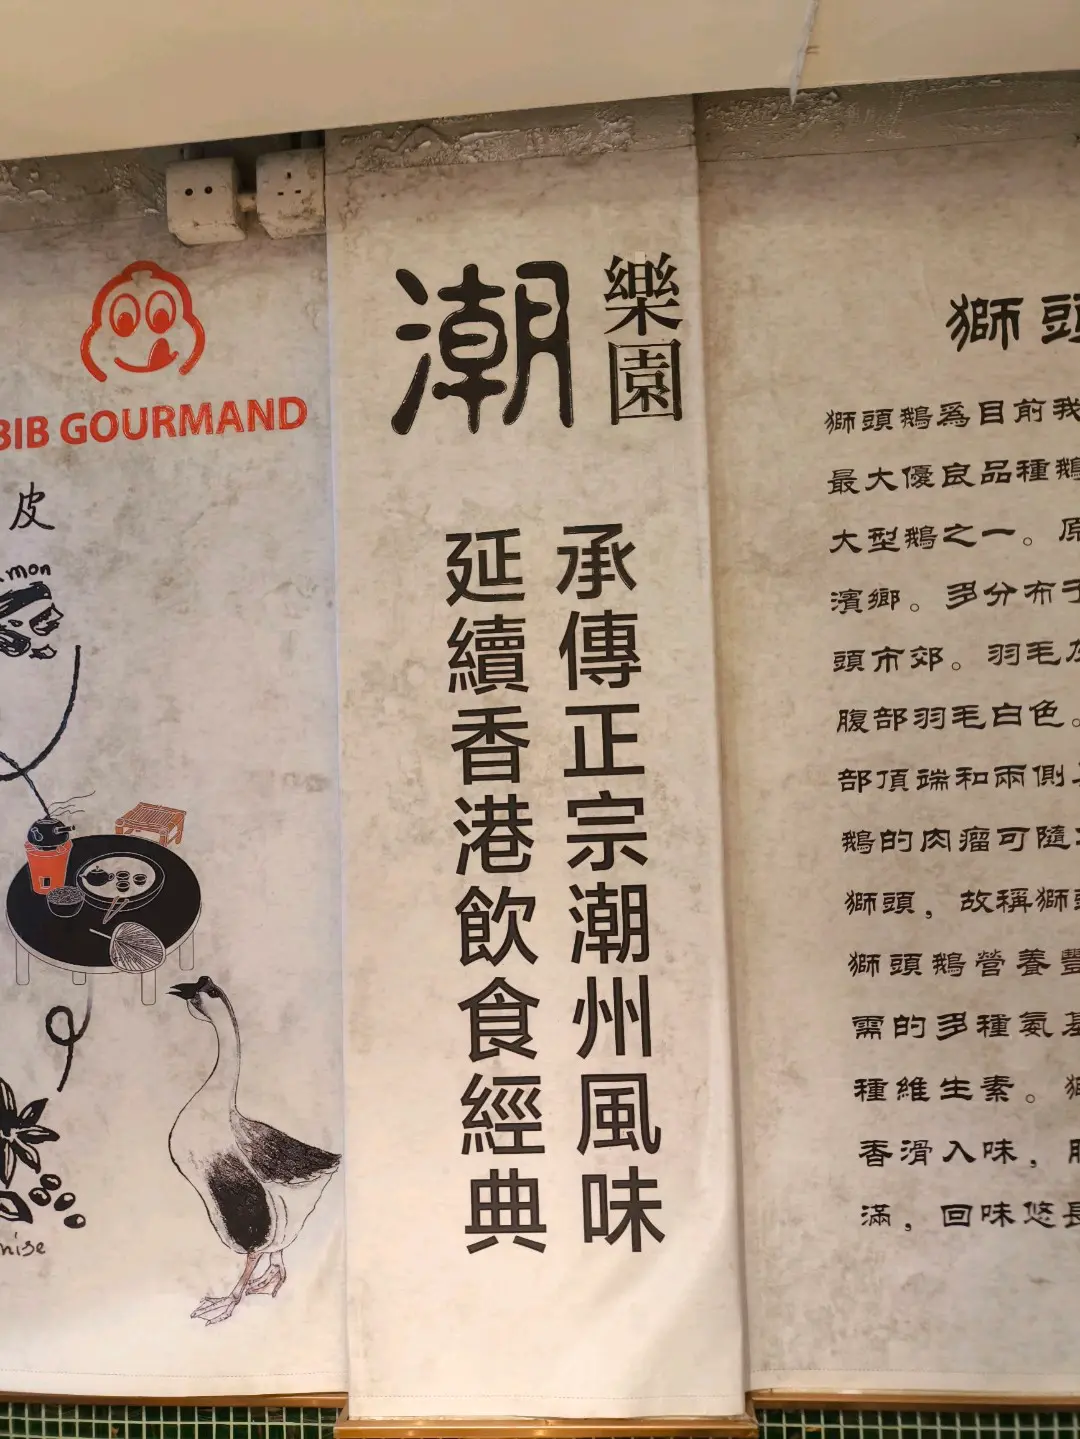 BIB GOURMAND
皮
mon
nise
潮
樂園
承傳正宗潮州風味
延續香港飲食經典
獅頭
獅頭鵝爲目前我
最大優良品種鵝
大型鵝之一。原
濱鄉。多分布于
頭市郊。羽毛灰
腹部羽毛白色。
部頂端和兩側
鵝的肉瘤可隨
獅頭，故稱獅頭
獅頭鵝營養豐
需的多種氨基
種維生素。獅
香滑入味，肥
滿，回味悠長